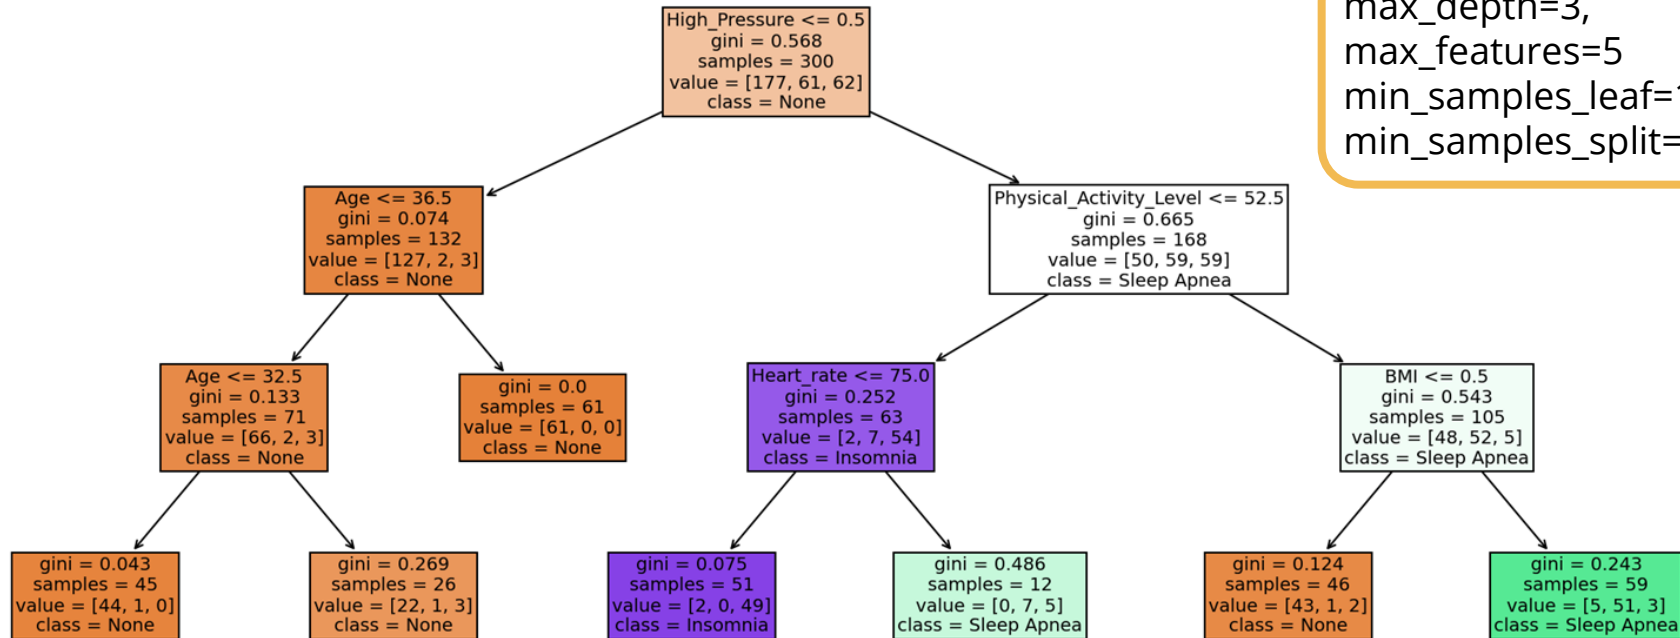 High_Pressure <= 0.5
gini = 0.568
samples = 300
value = [177, 61, 62]
class = None
max_depth=3,
max_features=5
min_samples_leaf=
min_samples_split=
Age <= 36.5
gini = 0.074
samples = 132
value = [127, 2, 3]
class = None
Physical_Activity_Level <= 52.5
gini = 0.665
samples = 168
value = [50, 59, 59]
class = Sleep Apnea
Age <= 32.5
gini = 0.133
samples = 71
value = [66, 2, 3]
class = None
gini = 0.0
samples = 61
value = [61, 0, 0]
class = None
Heart_rate <= 75.0
gini = 0.252
samples = 63
value = [2, 7, 54]
class = Insomnia
BMI <= 0.5
gini = 0.543
samples = 105
value = [48, 52, 5]
class = Sleep Apnea
gini = 0.043
samples = 45
value = [44, 1, 0]
class = None
gini = 0.269
samples = 26
value = [22, 1, 3]
class = None
gini = 0.075
samples = 51
value = [2, 0, 49]
class = Insomnia
gini = 0.486
samples = 12
value = [0, 7, 5]
class = Sleep Apnea
gini = 0.124
samples = 46
value = [43, 1, 2]
class = None
gini = 0.243
samples = 59
value = [5, 51, 3]
class = Sleep Apnea